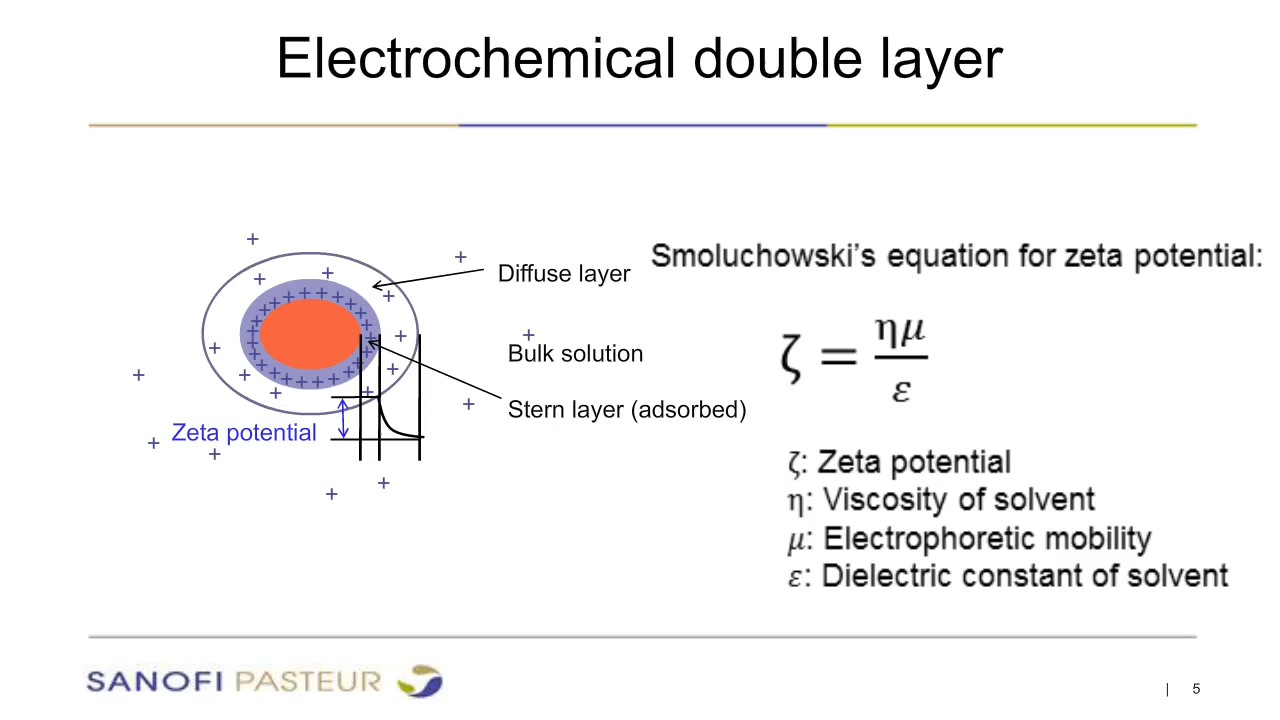 Electrochemical double layer
Diffuse layer
Bulk solution
Stern layer (adsorbed)
Zeta potential
Smoluchowski's equation for zeta potential:
ζ = ημ / ε
ζ: Zeta potential
η: Viscosity of solvent
μ: Electrophoretic mobility
ε: Dielectric constant of solvent
SANOFI PASTEUR
| 5